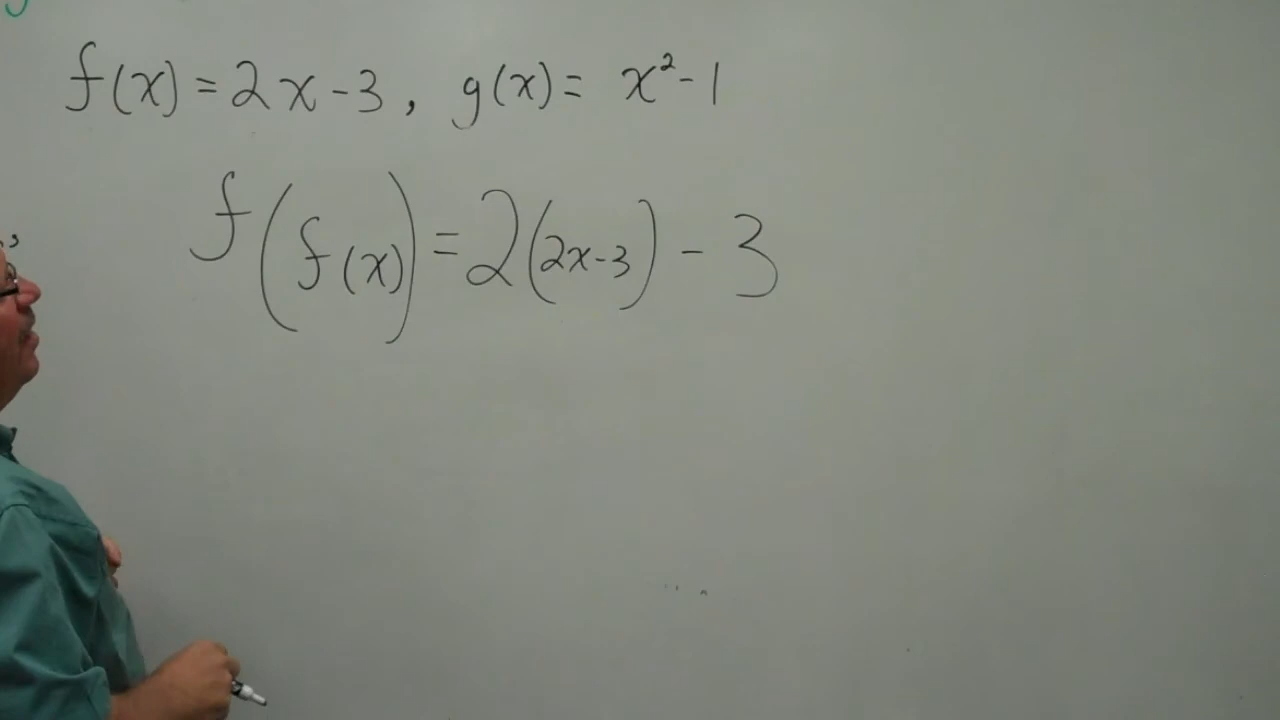 f(x) = 2x - 3, g(x) = x² - 1
f(f(x)) = 2(2x-3) - 3